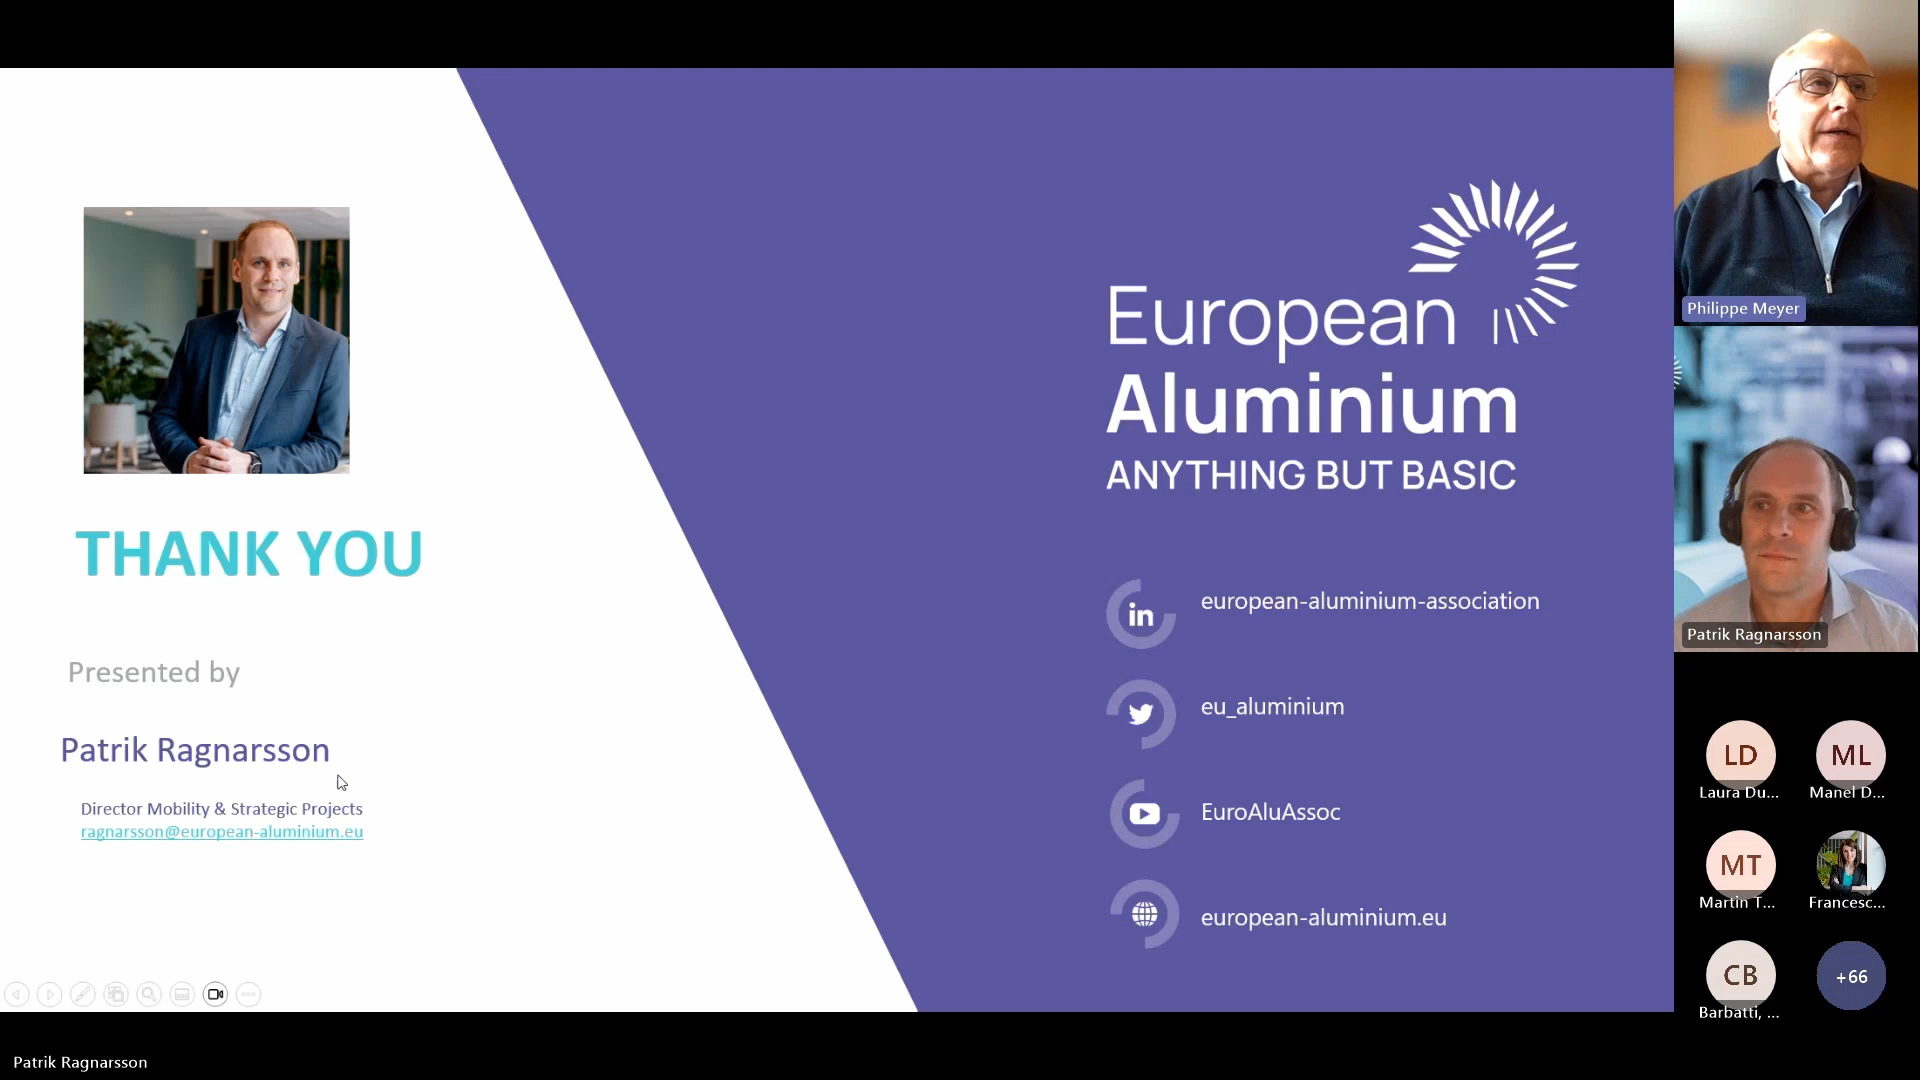 THANK YOU
Presented by
Patrik Ragnarsson
Director Mobility & Strategic Projects
ragnarsson@european-aluminium.eu
European
Aluminium
ANYTHING BUT BASIC
in
european-aluminium-association
eu_aluminium
EuroAluAssoc
european-aluminium.eu
Philippe Meyer
Patrik Ragnarsson
LD
Laura Du...
ML
Manel D...
MT
Martin T...
Francesc...
CB
Barbatti, ...
+66
Patrik Ragnarsson